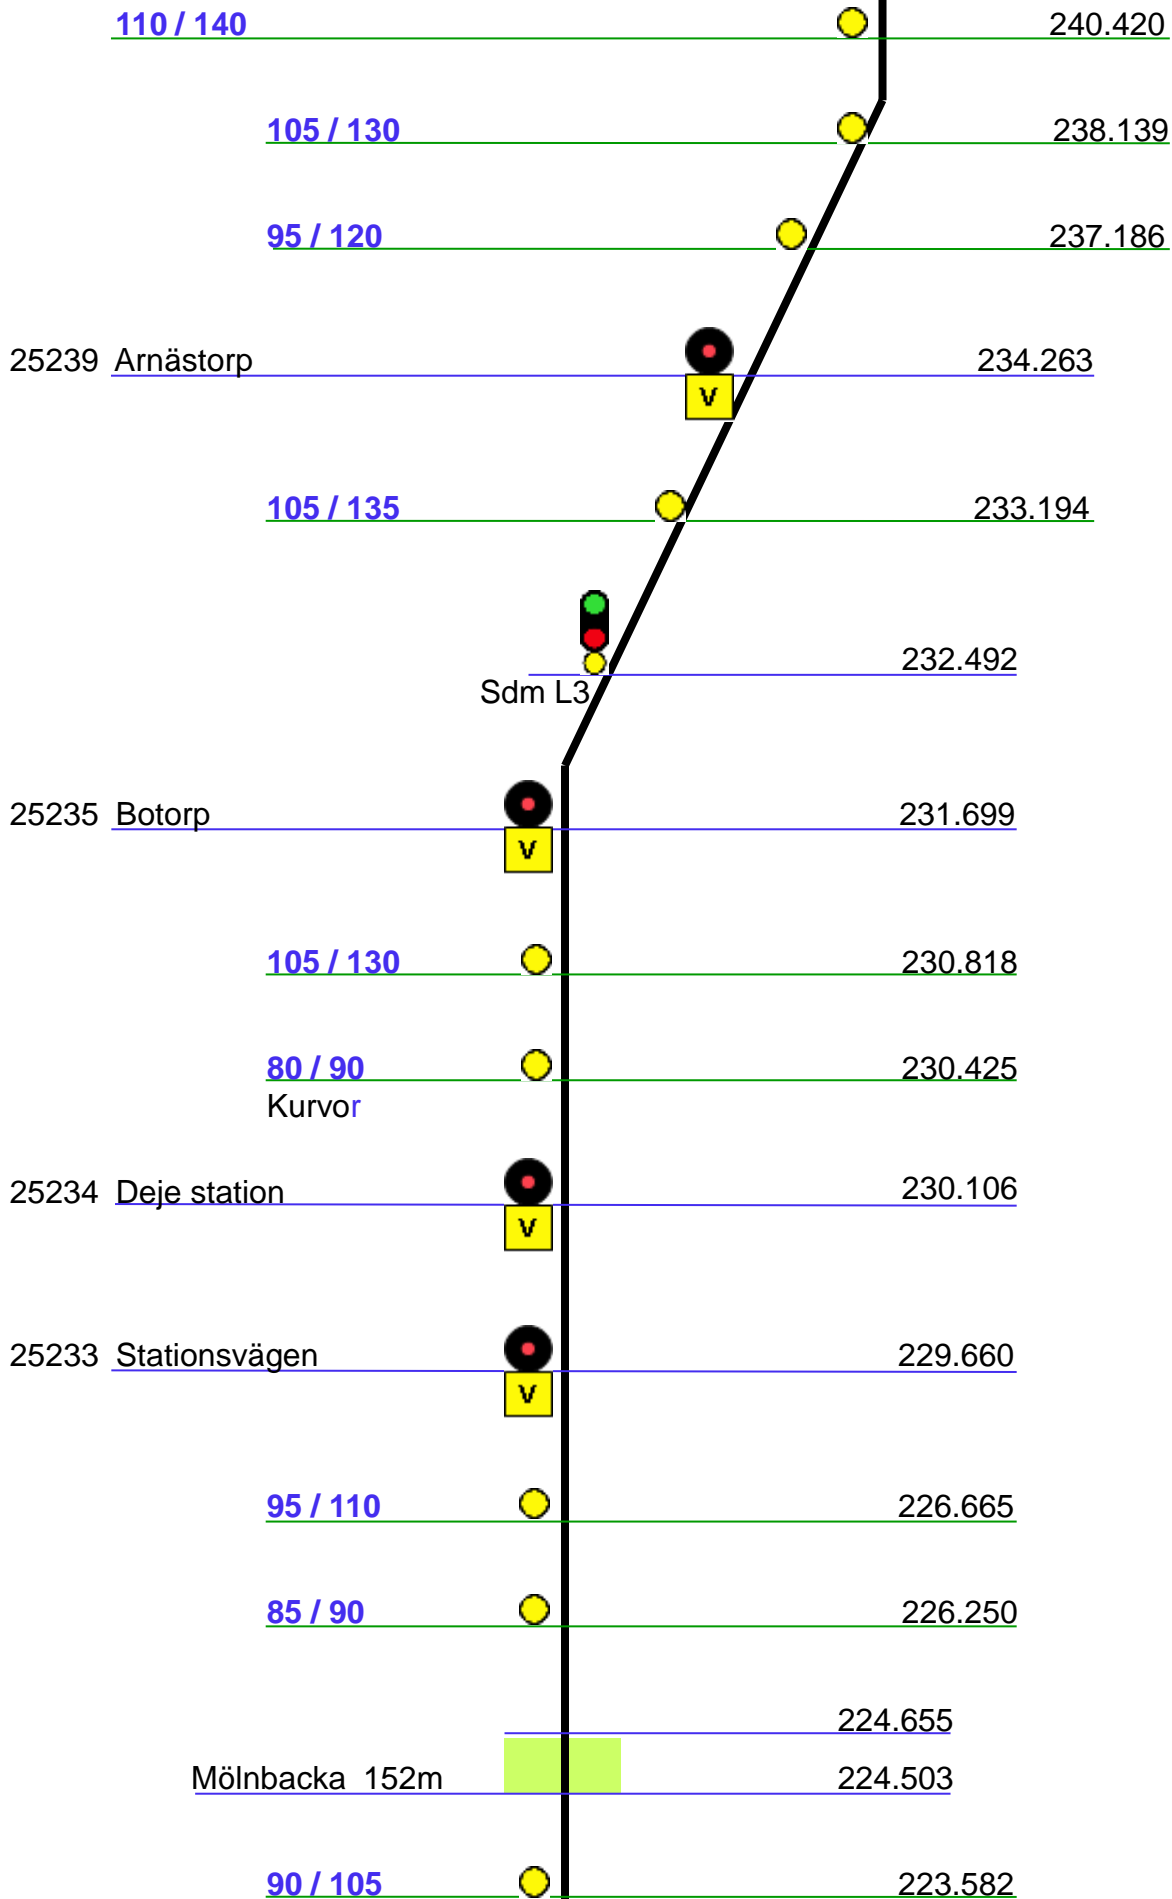 110 / 140 240.420
105 / 130 238.139
95 / 120 237.186
25239 Arnästorp 234.263
V
105 / 135 233.194
232.492
Sdm L3
25235 Botorp 231.699
V
105 / 130 230.818
80 / 90 230.425
Kurvor
25234 Deje station 230.106
V
25233 Stationsvägen 229.660
V
95 / 110 226.665
85 / 90 226.250
224.655
Mölnbacka 152m 224.503
90 / 105 223.582